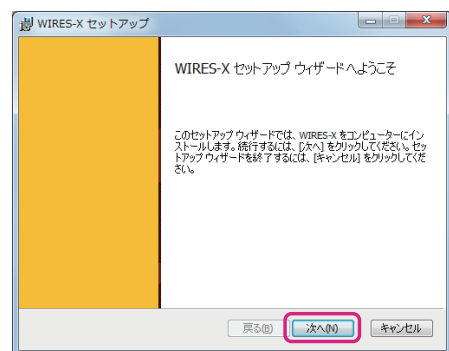 WIRES-X セットアップ
WIRES-X セットアップ ウィザードへようこそ
このセットアップ ウィザードでは、WIRES-X をコンピューターにイン
ストールします。続行するには、[次へ] をクリックしてください。セッ
トアップ ウィザードを終了するには、[キャンセル] をクリックしてくだ
さい。
戻る(B) 次へ(N) キャンセル